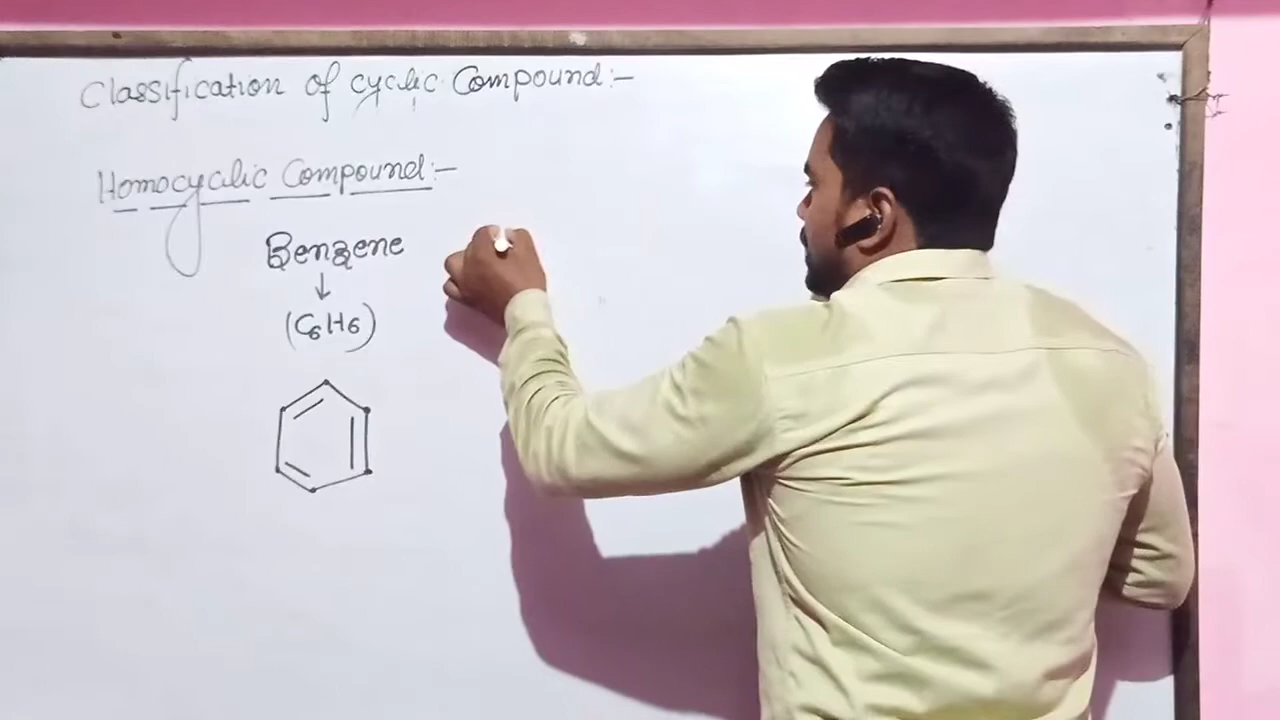 Classification of cyclic Compound:-
Homocyclic Compound:-
Benzene
↓
(C6H6)